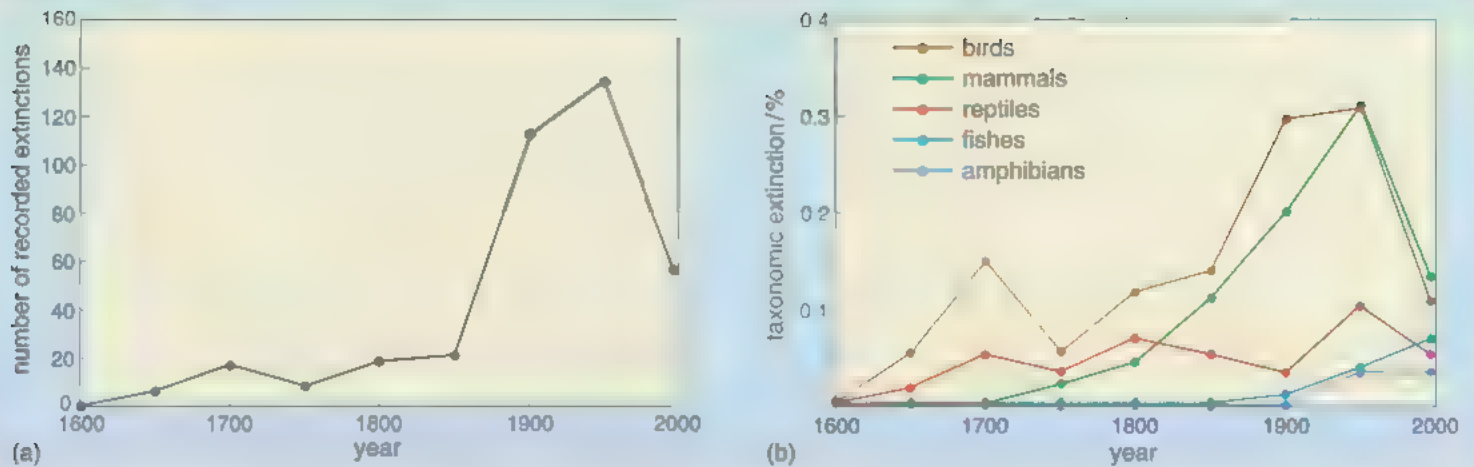 number of recorded extinctions
160
140
120
100
80
60
40
20
0
1600
1700
1800
1900
2000
year
(a)
taxonomic extinction/%
0.4
0.3
0.2
0.1
birds
mammals
reptiles
fishes
amphibians
1600
1700
1800
1900
2000
year
(b)